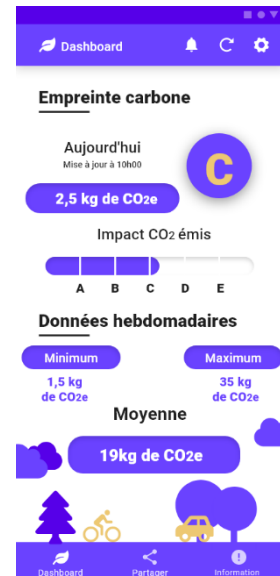 Dashboard
Empreinte carbone
Aujourd'hui
Mise à jour à 10h00
C
2,5 kg de CO2e
Impact CO2 émis
A B C D E
Données hebdomadaires
Minimum Maximum
1,5 kg 35 kg
de CO2e de CO2e
Moyenne
19kg de CO2e
Dashboard Partager Information